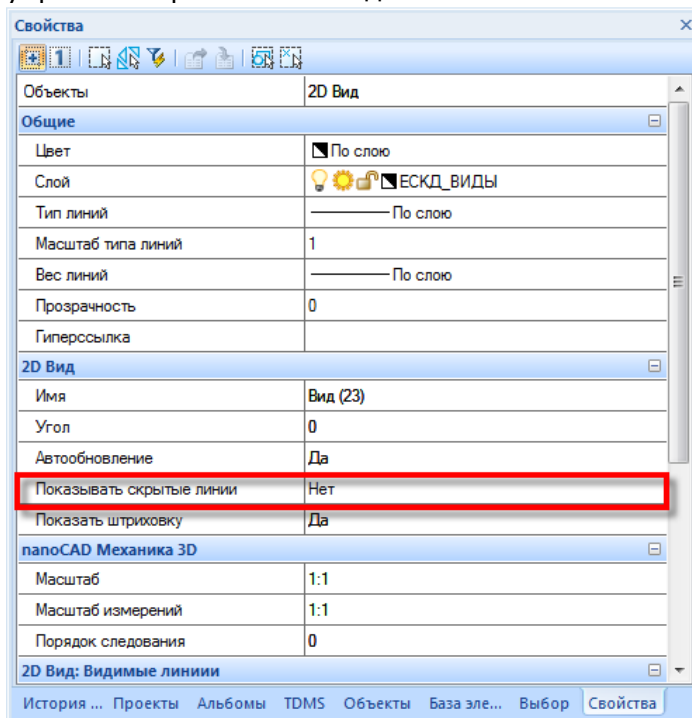 Свойства
Объекты 2D Вид
Общие
Цвет По слою
Слой ЕСКД_ВИДЫ
Тип линий По слою
Масштаб типа линий 1
Вес линий По слою
Прозрачность 0
Гиперссылка
2D Вид
Имя Вид (23)
Угол 0
Автообновление Да
Показывать скрытые линии Нет
Показать штриховку Да
nanoCAD Механика 3D
Масштаб 1:1
Масштаб измерений 1:1
Порядок следования 0
2D Вид: Видимые линиии
История ... Проекты Альбомы TDMS Объекты База эле... Выбор Свойства